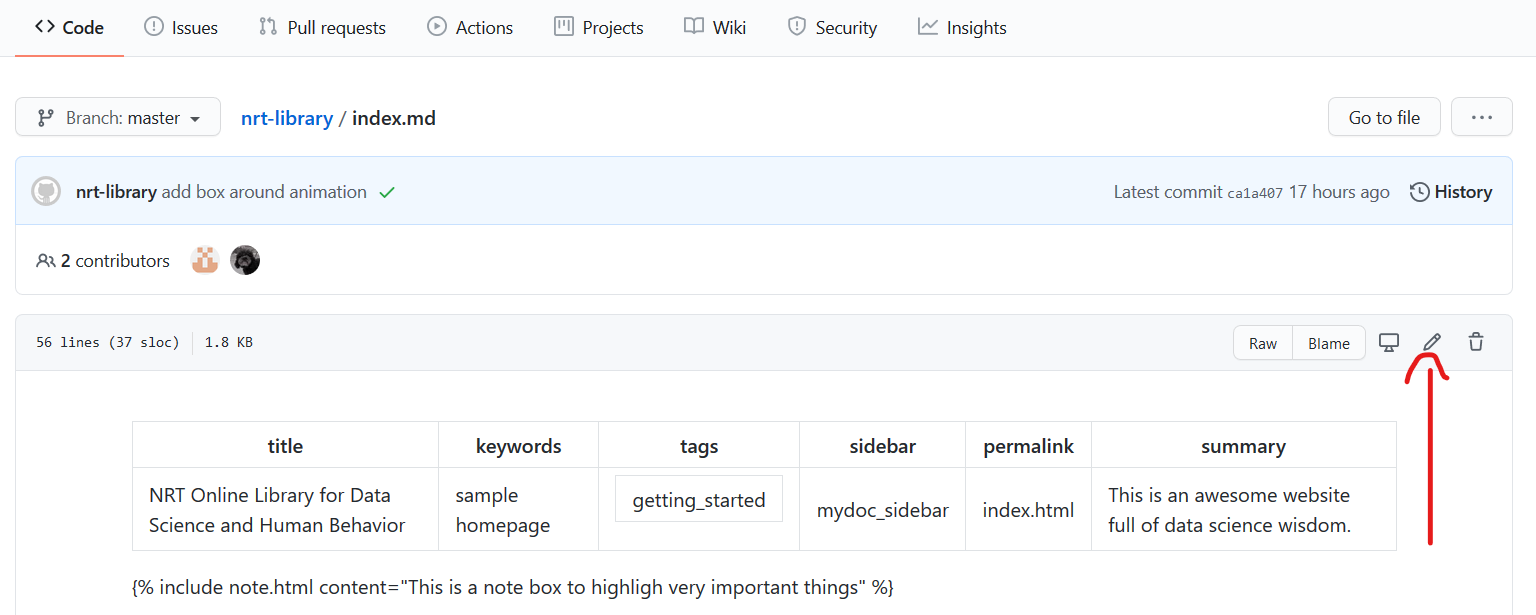 Code Issues Pull requests Actions Projects Wiki Security Insights
Branch: master nrt-library / index.md Go to file ...
nrt-library add box around animation Latest commit ca1a407 17 hours ago History
2 contributors
56 lines (37 sloc) 1.8 KB Raw Blame
title keywords tags sidebar permalink summary
NRT Online Library for Data Science and Human Behavior
sample homepage
getting_started
mydoc_sidebar
index.html
This is an awesome website full of data science wisdom.
{% include note.html content="This is a note box to highligh very important things" %}